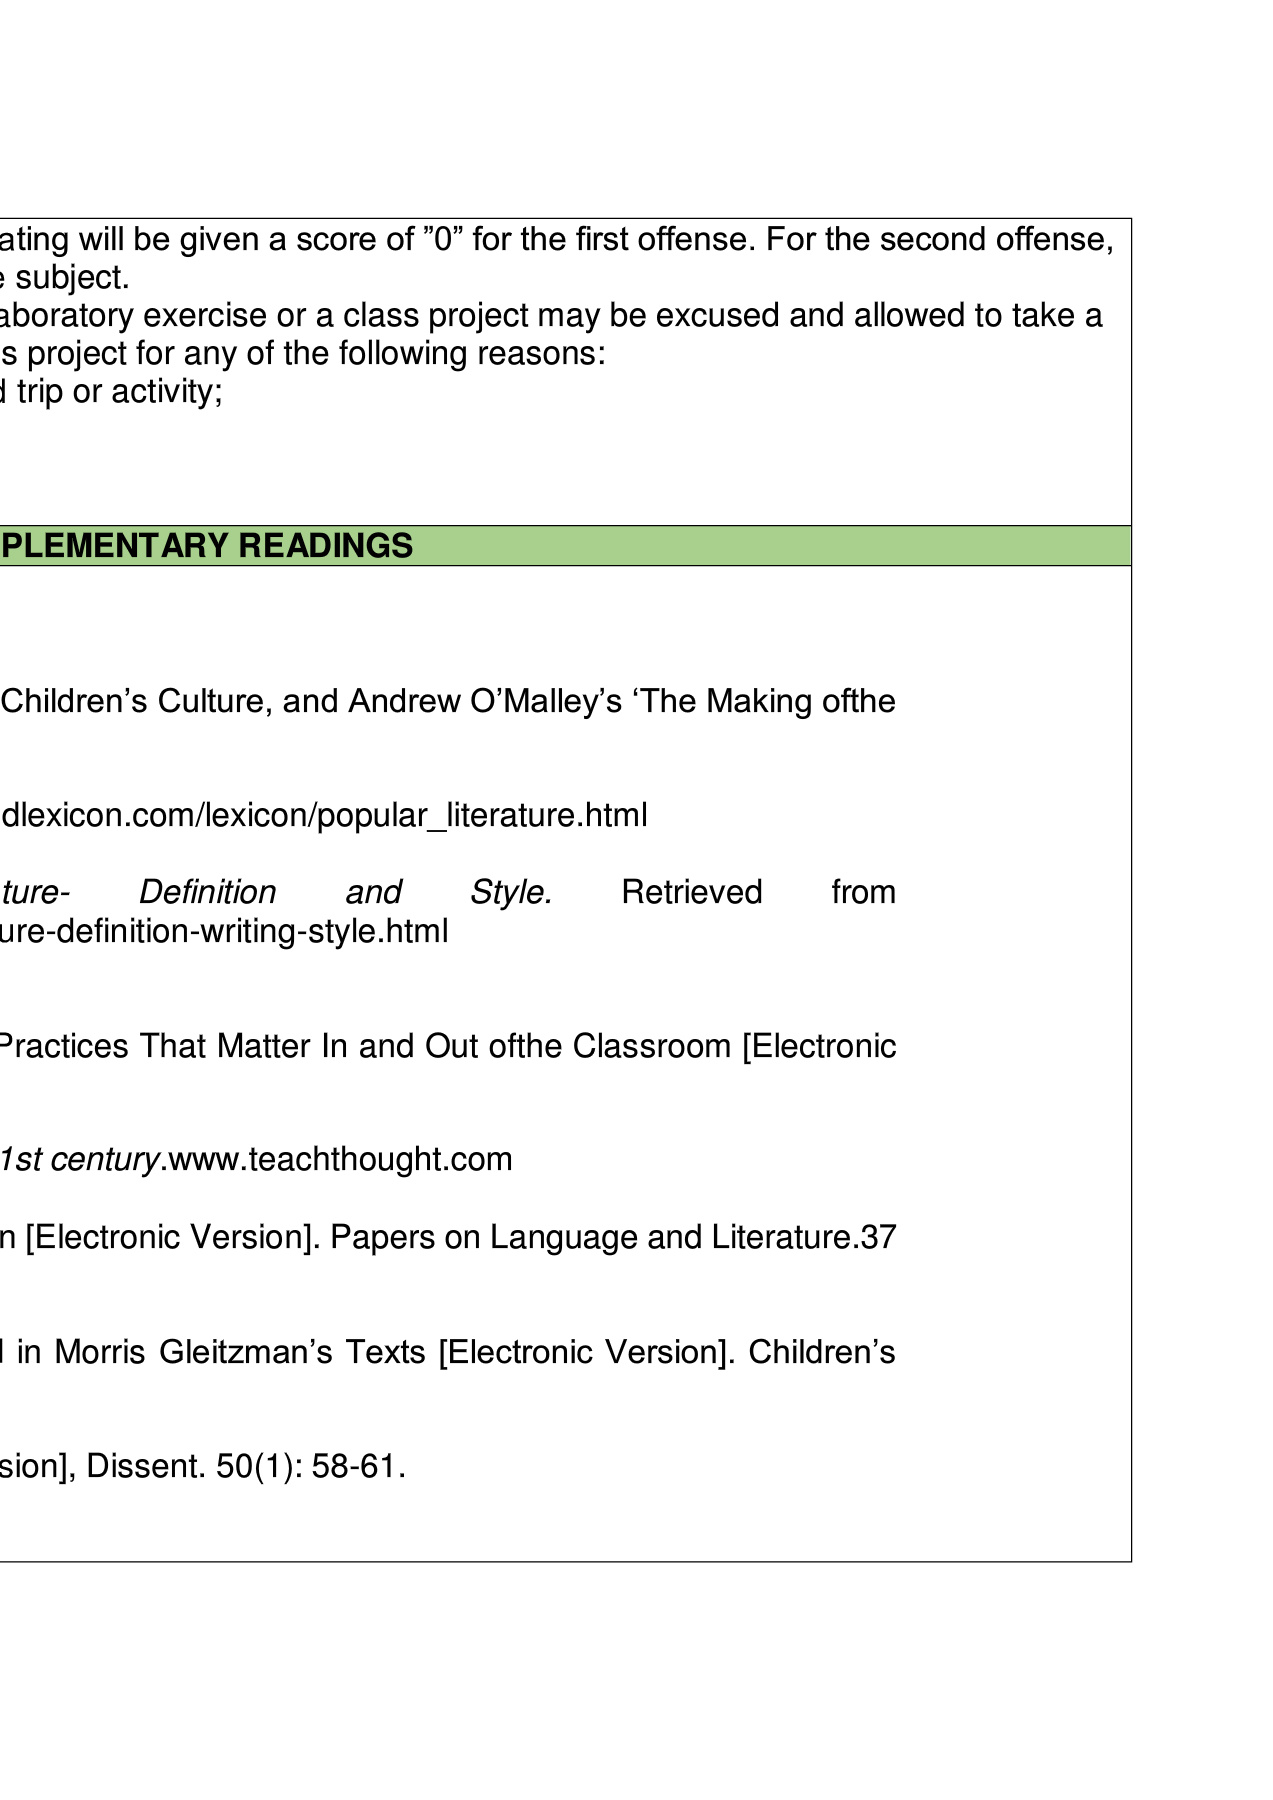 ating will be given a score of ”0” for the first offense. For the second offense,
e subject.
aboratory exercise or a class project may be excused and allowed to take a
s project for any of the following reasons:
d trip or activity;
PLEMENTARY READINGS
Children’s Culture, and Andrew O’Malley’s ‘The Making ofthe
dlexicon.com/lexicon/popular_literature.html
ture- Definition and Style. Retrieved from
ure-definition-writing-style.html
Practices That Matter In and Out ofthe Classroom [Electronic
1st century.www.teachthought.com
n [Electronic Version]. Papers on Language and Literature.37
l in Morris Gleitzman’s Texts [Electronic Version]. Children’s
sion], Dissent. 50(1): 58-61.